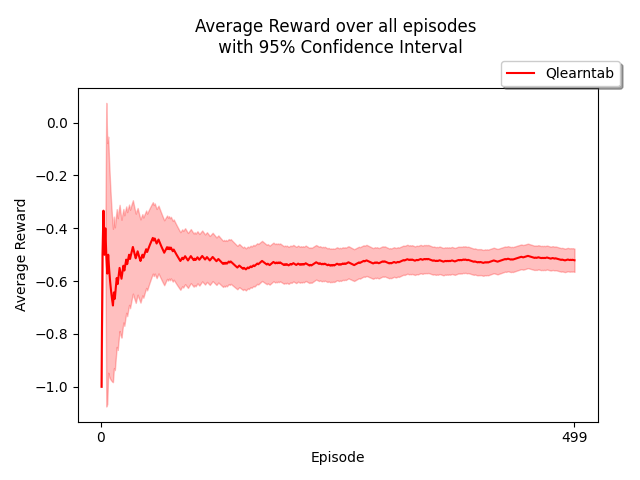 Average Reward over all episodes
with 95% Confidence Interval
Qlearntab
Average Reward
0.0
−0.2
−0.4
−0.6
−0.8
−1.0
0
499
Episode